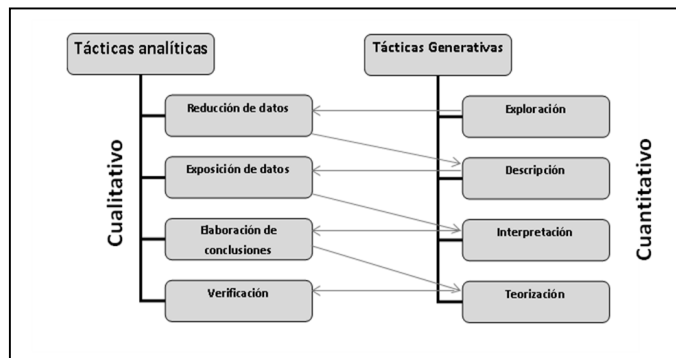 Tácticas analíticas
Cualitativo
Reducción de datos
Exposición de datos
Elaboración de
conclusiones
Verificación
Tácticas Generativas
Exploración
Descripción
Interpretación
Teorización
Cuantitativo